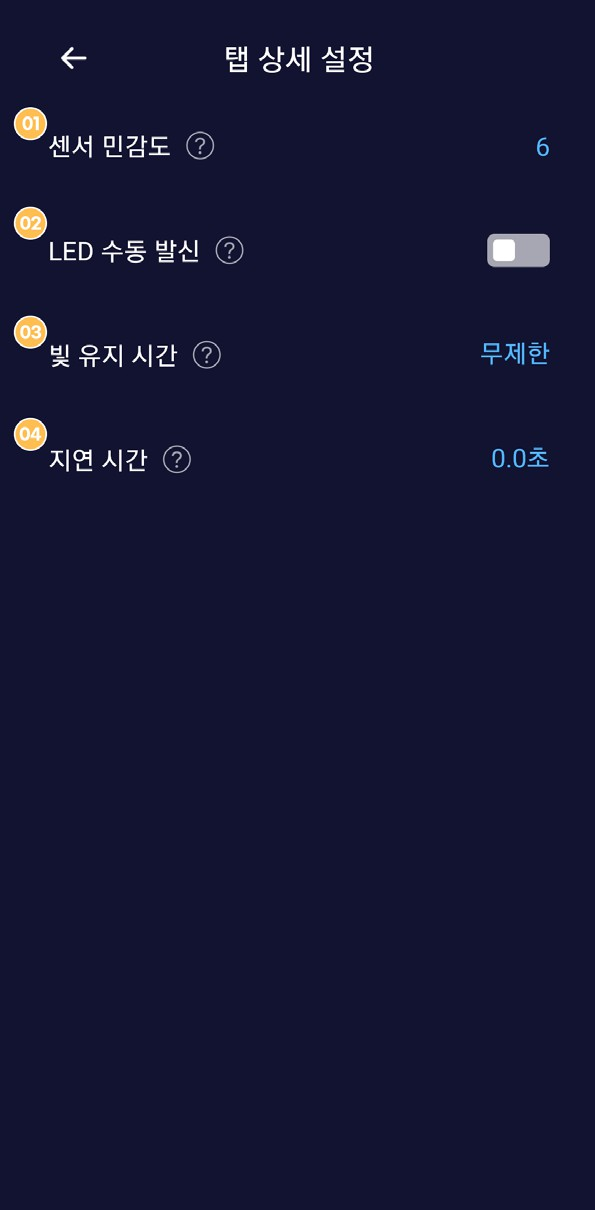 탭 상세 설정
01
센서 민감도 ? 6
02
LED 수동 발신 ?
03
빛 유지 시간 ? 무제한
04
지연 시간 ? 0.0초